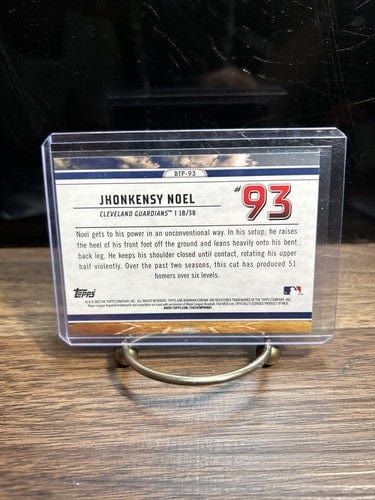 BTP-93
JHONKENSY NOEL
CLEVELAND GUARDIANS™ | 1B/3B
#93
Noel gets to his power in an unconventional way. In his setup, he raises
the heel of his front foot off the ground and leans heavily onto his bent
back leg. He keeps his shoulder closed until contact, rotating his upper
half violently. Over the past two seasons, this cut has produced 51
homers over six levels.
Topps